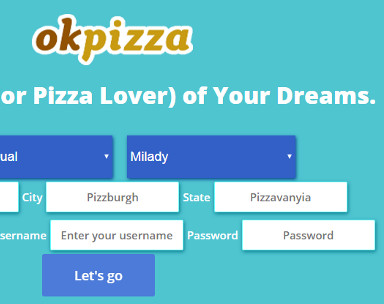 okpizza
or Pizza Lover) of Your Dreams.
ual Milady
City Pizzburgh State Pizzavanyia
sername Enter your username Password Password
Let's go